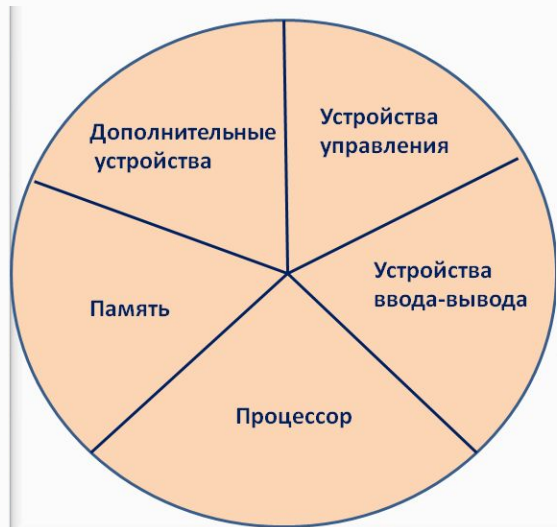 Дополнительные
устройства
Устройства
управления
Устройства
ввода-вывода
Память
Процессор